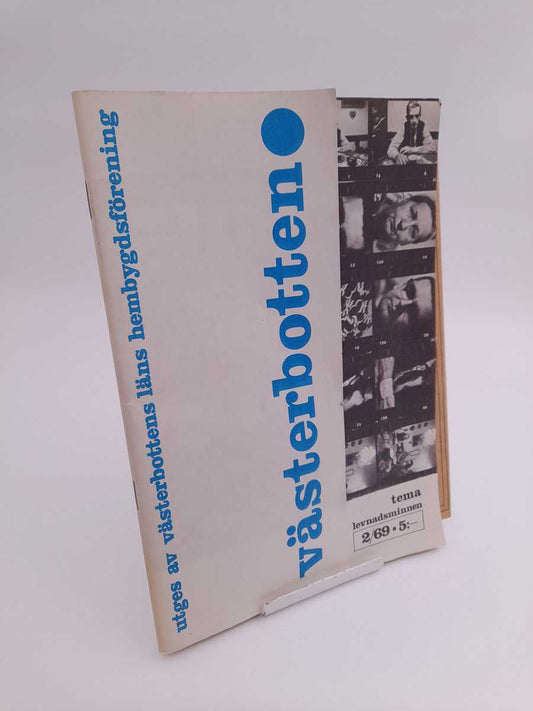 utges av västerbottens läns hembygdsförening
västerbotten
tema
levnadsminnen
2/69 • 5:—